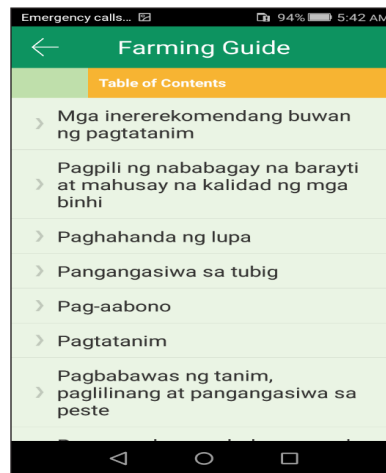 Emergency calls...
94% 5:42 AM
Farming Guide
Table of Contents
Mga inererekomendang buwan
ng pagtatanim
Pagpili ng nababagay na barayti
at mahusay na kalidad ng mga
binhi
Paghahanda ng lupa
Pangangasiwa sa tubig
Pag-aabono
Pagtatanim
Pagbabawas ng tanim,
paglilinang at pangangasiwa sa
peste